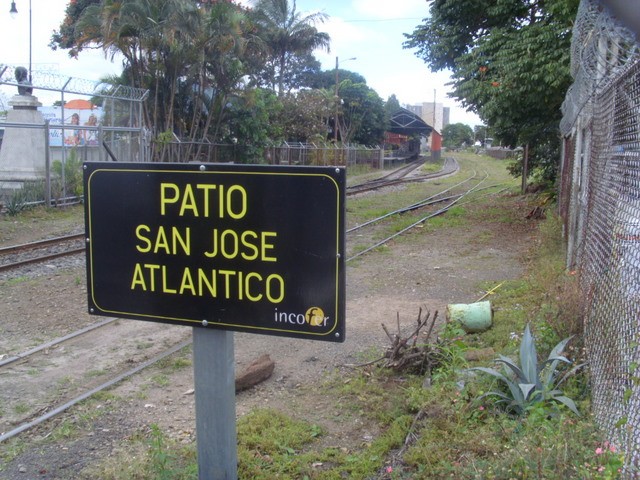 PATIO
SAN JOSE
ATLANTICO
incofer